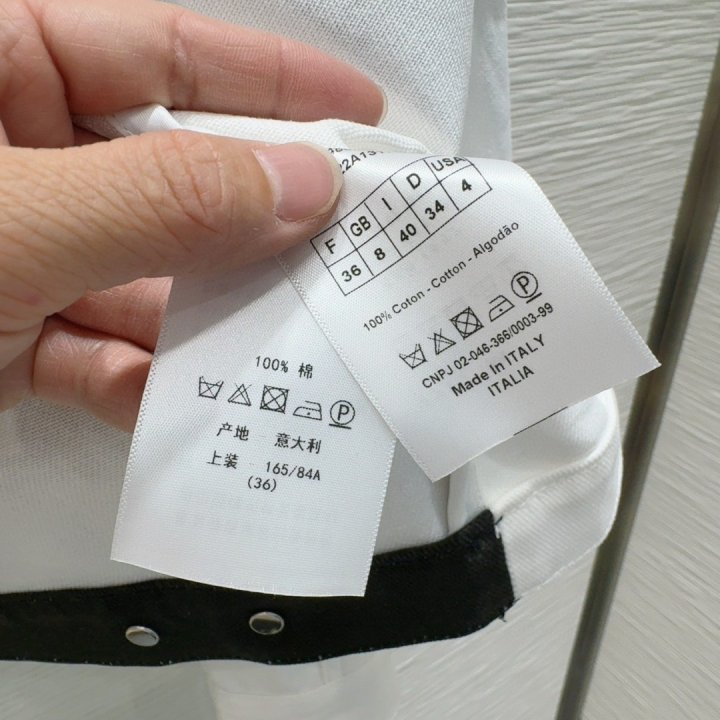 100% 棉
P
产地 意大利
上装 165/84A
(36)
F GB I D USA
36 8 40 34 4
100% Coton - Cotton - Algodão
P
CNPJ 02-046-366/0003-99
Made In ITALY
ITALIA